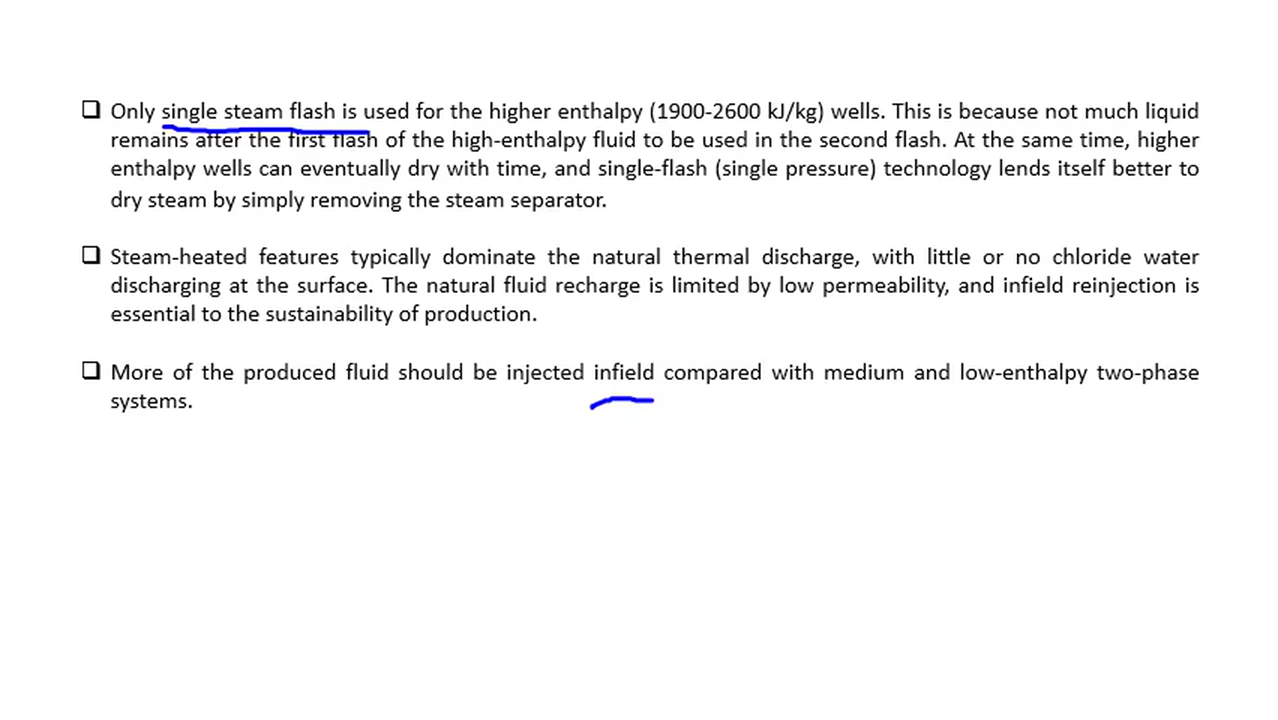 ❑ Only single steam flash is used for the higher enthalpy (1900-2600 kJ/kg) wells. This is because not much liquid
remains after the first flash of the high-enthalpy fluid to be used in the second flash. At the same time, higher
enthalpy wells can eventually dry with time, and single-flash (single pressure) technology lends itself better to
dry steam by simply removing the steam separator.
❑ Steam-heated features typically dominate the natural thermal discharge, with little or no chloride water
discharging at the surface. The natural fluid recharge is limited by low permeability, and infield reinjection is
essential to the sustainability of production.
❑ More of the produced fluid should be injected infield compared with medium and low-enthalpy two-phase
systems.